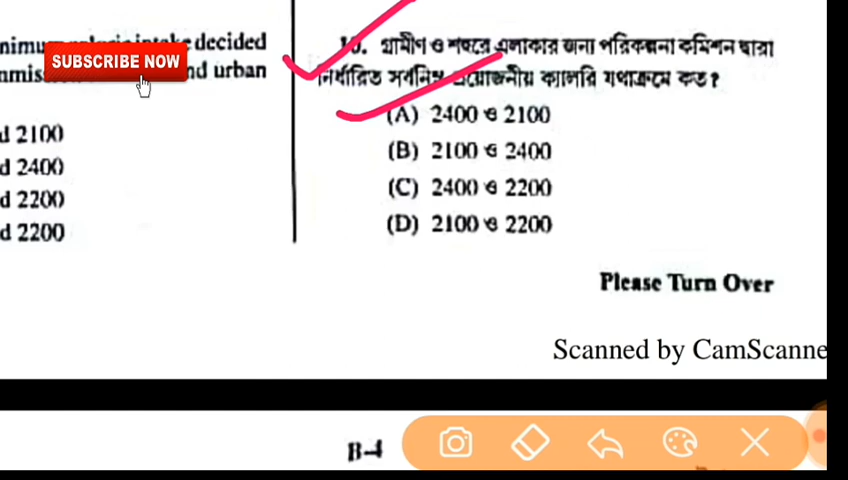 decided
SUBSCRIBE NOW
nd urban
d 2100
d 2400
d 2200
d 2200
গ্রামীণ ও শহুরে এলাকার জন্য পরিকল্পনা কমিশন দ্বারা
নির্ধারিত সর্বনিম্ন প্রয়োজনীয় ক্যালরি যথাক্রমে কত?
(A) 2400 ও 2100
(B) 2100 ও 2400
(C) 2400 ও 2200
(D) 2100 ও 2200
Please Turn Over
Scanned by CamScanne
B-4